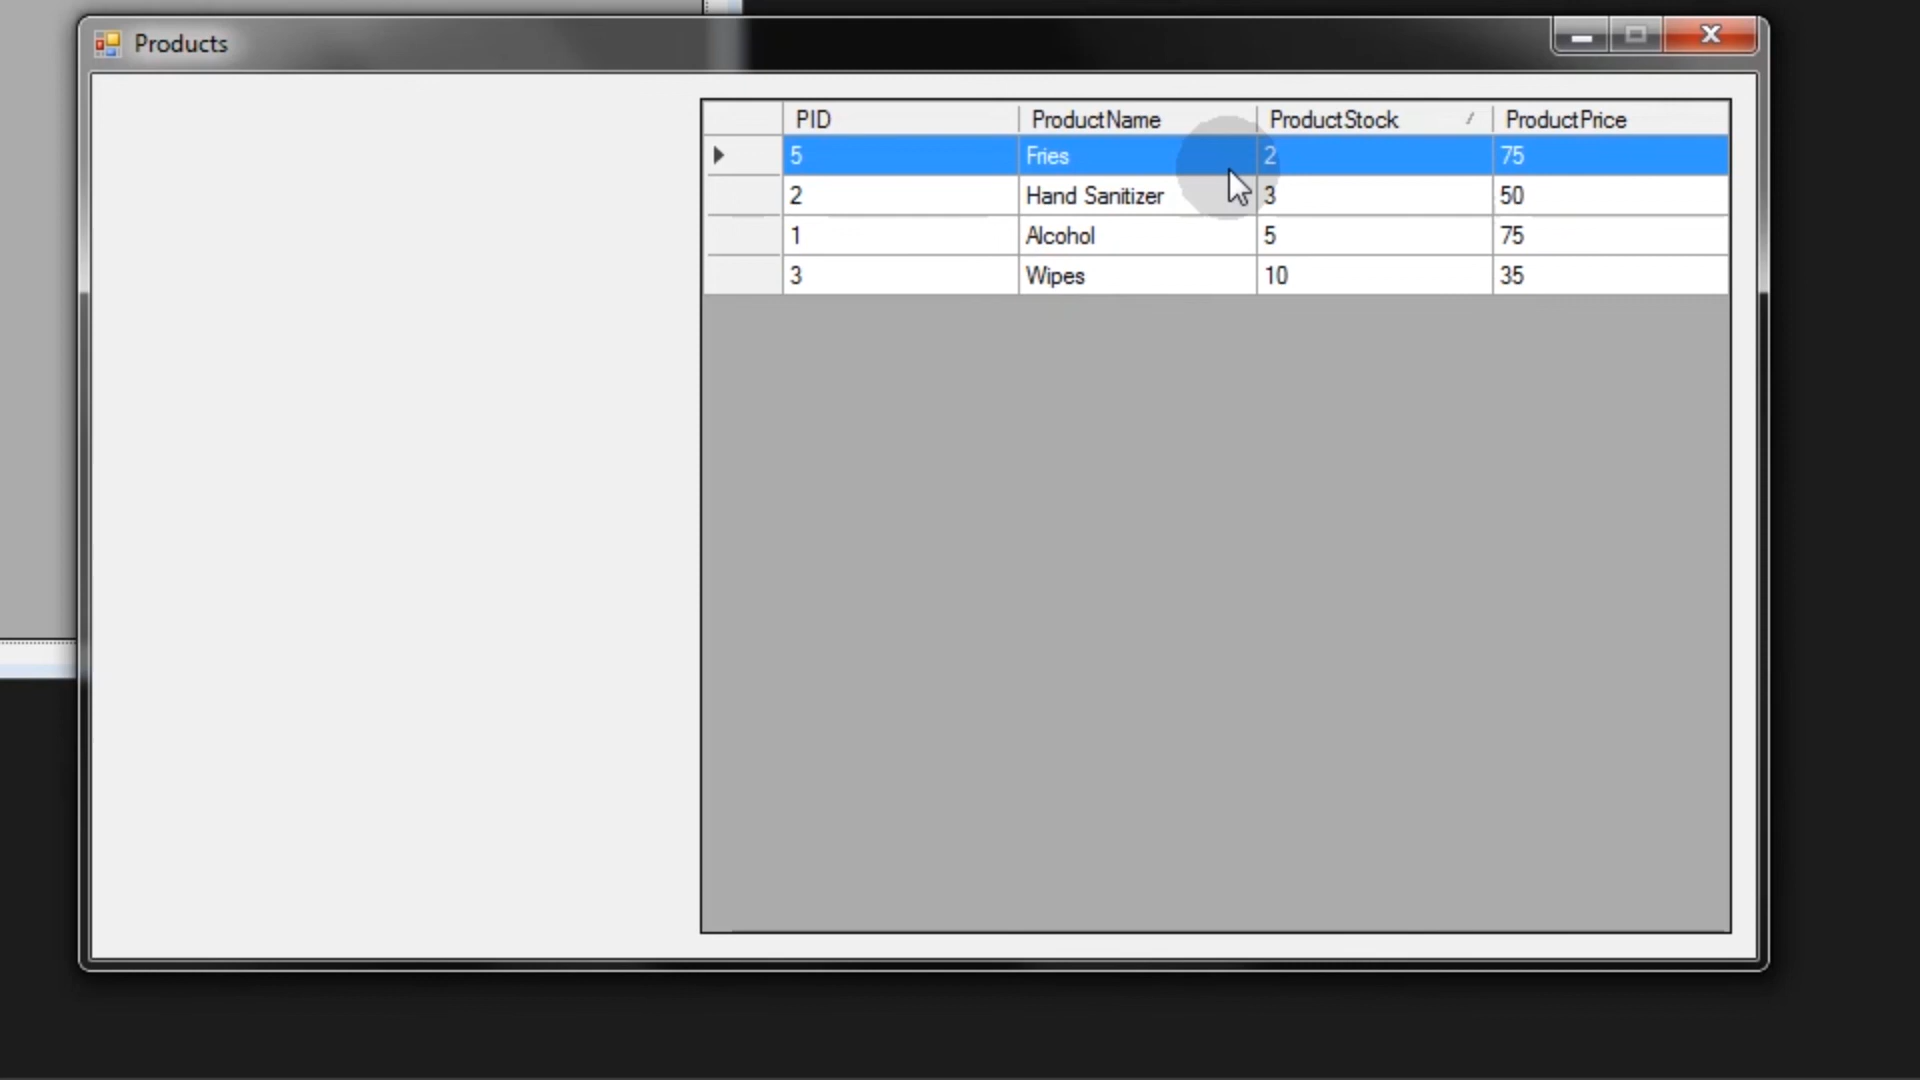 Products
PID ProductName ProductStock ProductPrice
5 Fries 2 75
2 Hand Sanitizer 3 50
1 Alcohol 5 75
3 Wipes 10 35